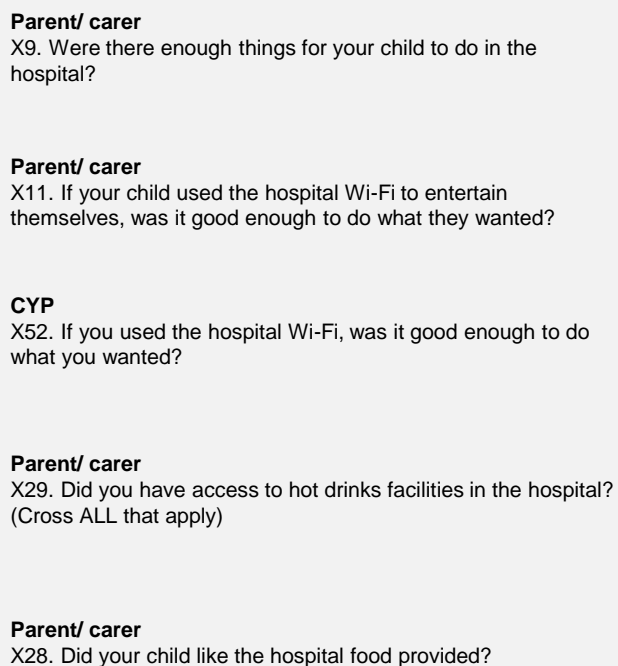 Parent/ carer
X9. Were there enough things for your child to do in the
hospital?
Parent/ carer
X11. If your child used the hospital Wi-Fi to entertain
themselves, was it good enough to do what they wanted?
CYP
X52. If you used the hospital Wi-Fi, was it good enough to do
what you wanted?
Parent/ carer
X29. Did you have access to hot drinks facilities in the hospital?
(Cross ALL that apply)
Parent/ carer
X28. Did your child like the hospital food provided?